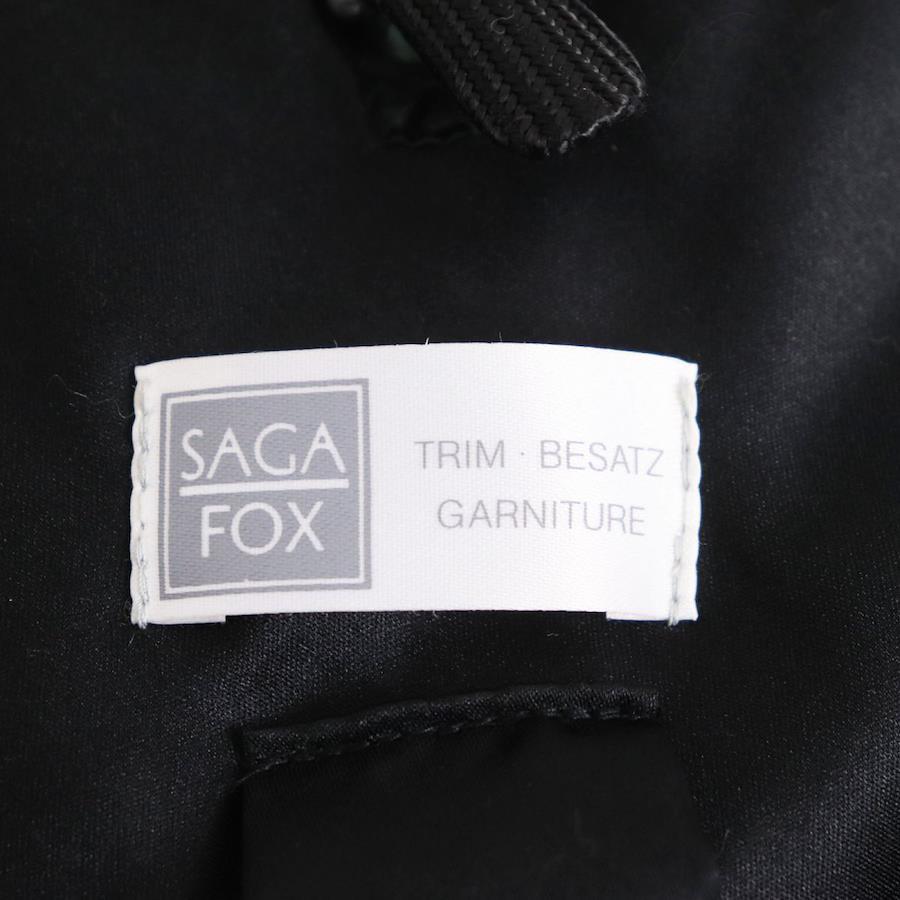 SAGA
FOX
TRIM · BESATZ
GARNITURE